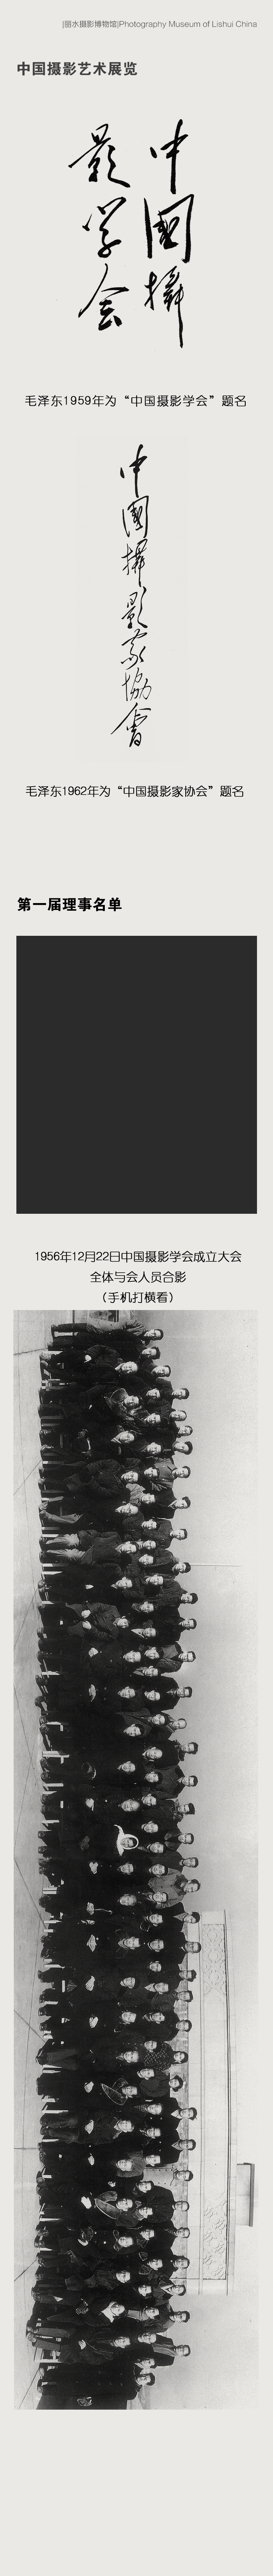 |丽水摄影博物馆|Photography Museum of Lishui China
中国摄影艺术展览
中國攝
影学会
毛泽东1959年为“中国摄影学会”题名
中國攝影家協會
毛泽东1962年为“中国摄影家协会”题名
第一届理事名单
1956年12月22日中国摄影学会成立大会
全体与会人员合影
（手机打横看）